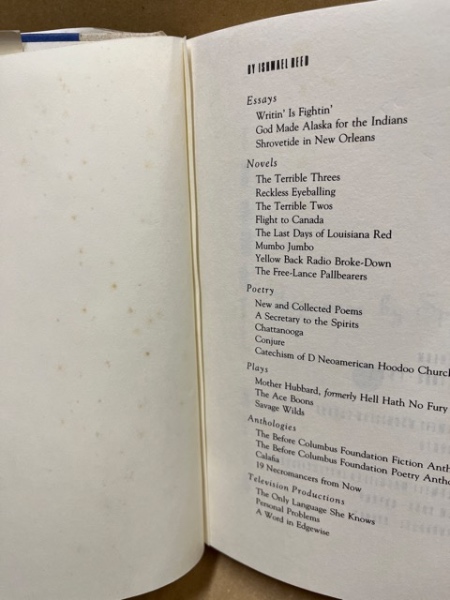 BY ISHMAEL REED
Essays
Writin' Is Fightin'
God Made Alaska for the Indians
Shrovetide in New Orleans
Novels
The Terrible Threes
Reckless Eyeballing
The Terrible Twos
Flight to Canada
The Last Days of Louisiana Red
Mumbo Jumbo
Yellow Back Radio Broke-Down
The Free-Lance Pallbearers
Poetry
New and Collected Poems
A Secretary to the Spirits
Chattanooga
Conjure
Catechism of D Neoamerican Hoodoo Church
Plays
Mother Hubbard, formerly Hell Hath No Fury
The Ace Boons
Savage Wilds
Anthologies
The Before Columbus Foundation Fiction Anth
The Before Columbus Foundation Poetry Antho
Calafia
19 Necromancers from Now
Television Productions
The Only Language She Knows
Personal Problems
A Word in Edgewise